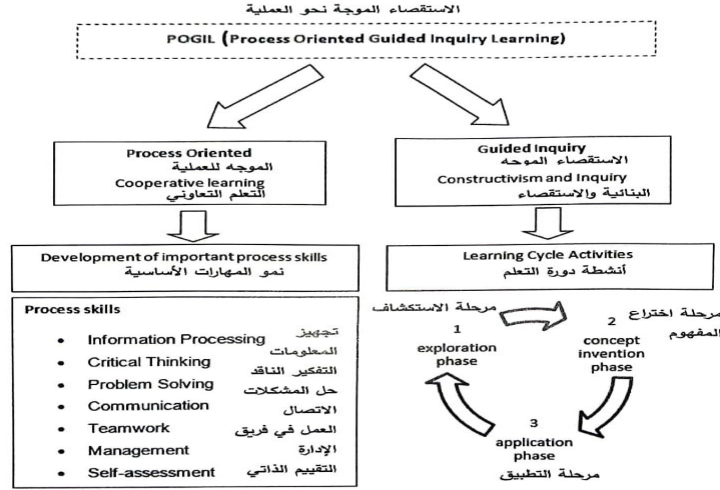 الاستقصاء الموجة نحو العملية
POGIL (Process Oriented Guided Inquiry Learning)
Process Oriented
الموجه للعملية
Cooperative learning
التعلم التعاوني
Guided Inquiry
الاستقصاء الموحه
Constructivism and Inquiry
البنائية والاستقصاء
Development of important process skills
نمو المهارات الأساسية
Learning Cycle Activities
أنشطة دورة التعلم
Process skills
• Information Processing تجهيز المعلومات
• Critical Thinking التفكير الناقد
• Problem Solving حل المشكلات
• Communication الاتصال
• Teamwork العمل في فريق
• Management الإدارة
• Self-assessment التقييم الذاتي
مرحلة الاستكشاف
1
exploration
phase
مرحلة اختراع
المفهوم
2
concept
invention
phase
3
application
phase
مرحلة التطبيق